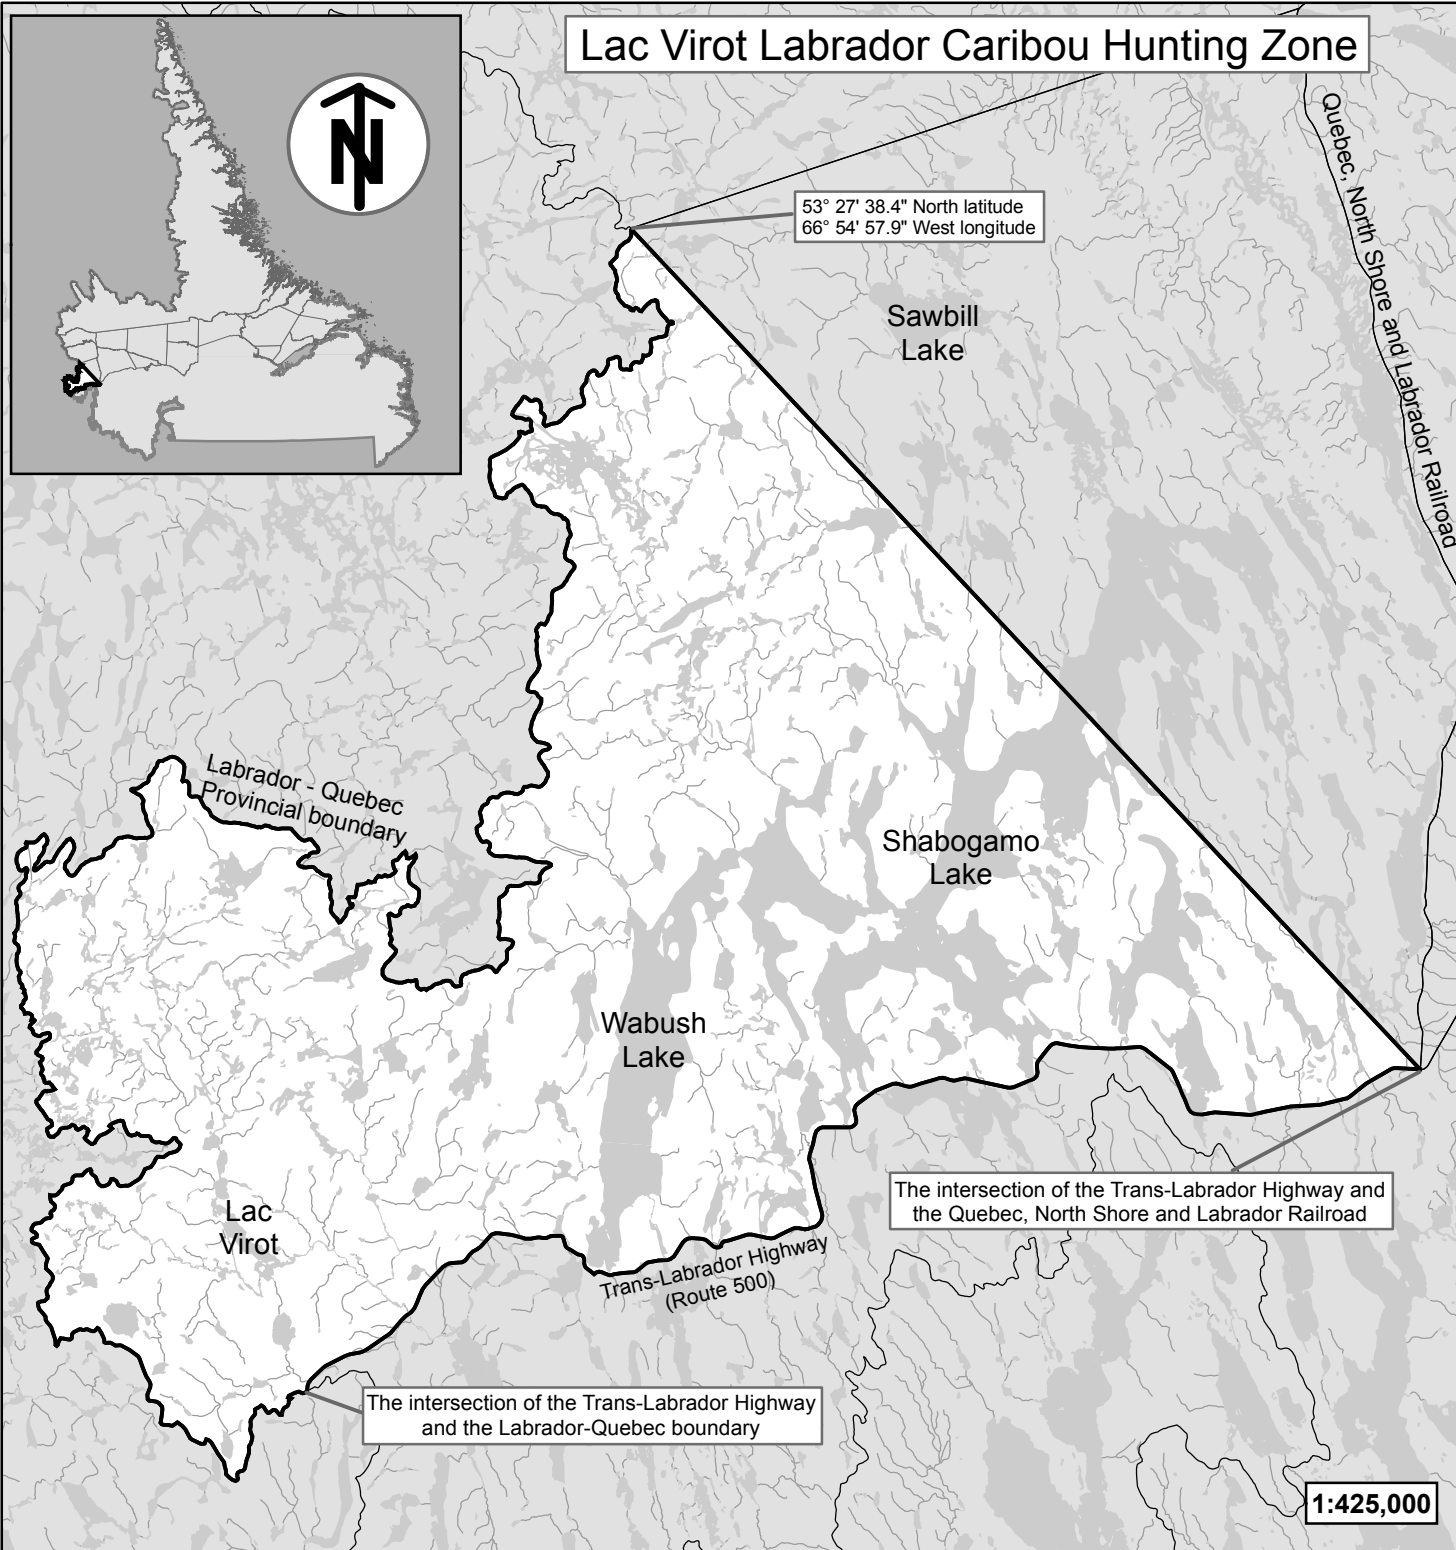 Lac Virot Labrador Caribou Hunting Zone
N
Quebec, North Shore and Labrador Railroad
53° 27' 38.4" North latitude
66° 54' 57.9" West longitude
Sawbill
Lake
Labrador - Quebec
Provincial boundary
Shabogamo
Lake
Wabush
Lake
Lac
Virot
The intersection of the Trans-Labrador Highway and
the Quebec, North Shore and Labrador Railroad
Trans-Labrador Highway
(Route 500)
The intersection of the Trans-Labrador Highway
and the Labrador-Quebec boundary
1:425,000